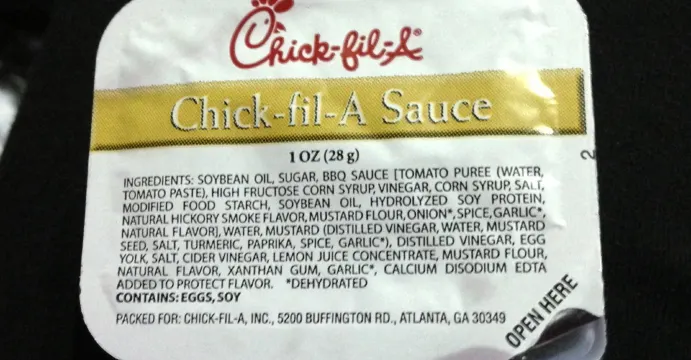 Chick-fil-A®
Chick-fil-A Sauce
1 OZ (28 g)
INGREDIENTS: SOYBEAN OIL, SUGAR, BBQ SAUCE [TOMATO PUREE (WATER,
TOMATO PASTE), HIGH FRUCTOSE CORN SYRUP, VINEGAR, CORN SYRUP, SALT,
MODIFIED FOOD STARCH, SOYBEAN OIL, HYDROLYZED SOY PROTEIN,
NATURAL HICKORY SMOKE FLAVOR, MUSTARD FLOUR, ONION*, SPICE, GARLIC*,
NATURAL FLAVOR], WATER, MUSTARD (DISTILLED VINEGAR, WATER, MUSTARD
SEED, SALT, TURMERIC, PAPRIKA, SPICE, GARLIC*), DISTILLED VINEGAR, EGG
YOLK, SALT, CIDER VINEGAR, LEMON JUICE CONCENTRATE, MUSTARD FLOUR,
NATURAL FLAVOR, XANTHAN GUM, GARLIC*, CALCIUM DISODIUM EDTA
ADDED TO PROTECT FLAVOR. *DEHYDRATED
CONTAINS: EGGS, SOY
PACKED FOR: CHICK-FIL-A, INC., 5200 BUFFINGTON RD., ATLANTA, GA 30349
OPEN HERE
2